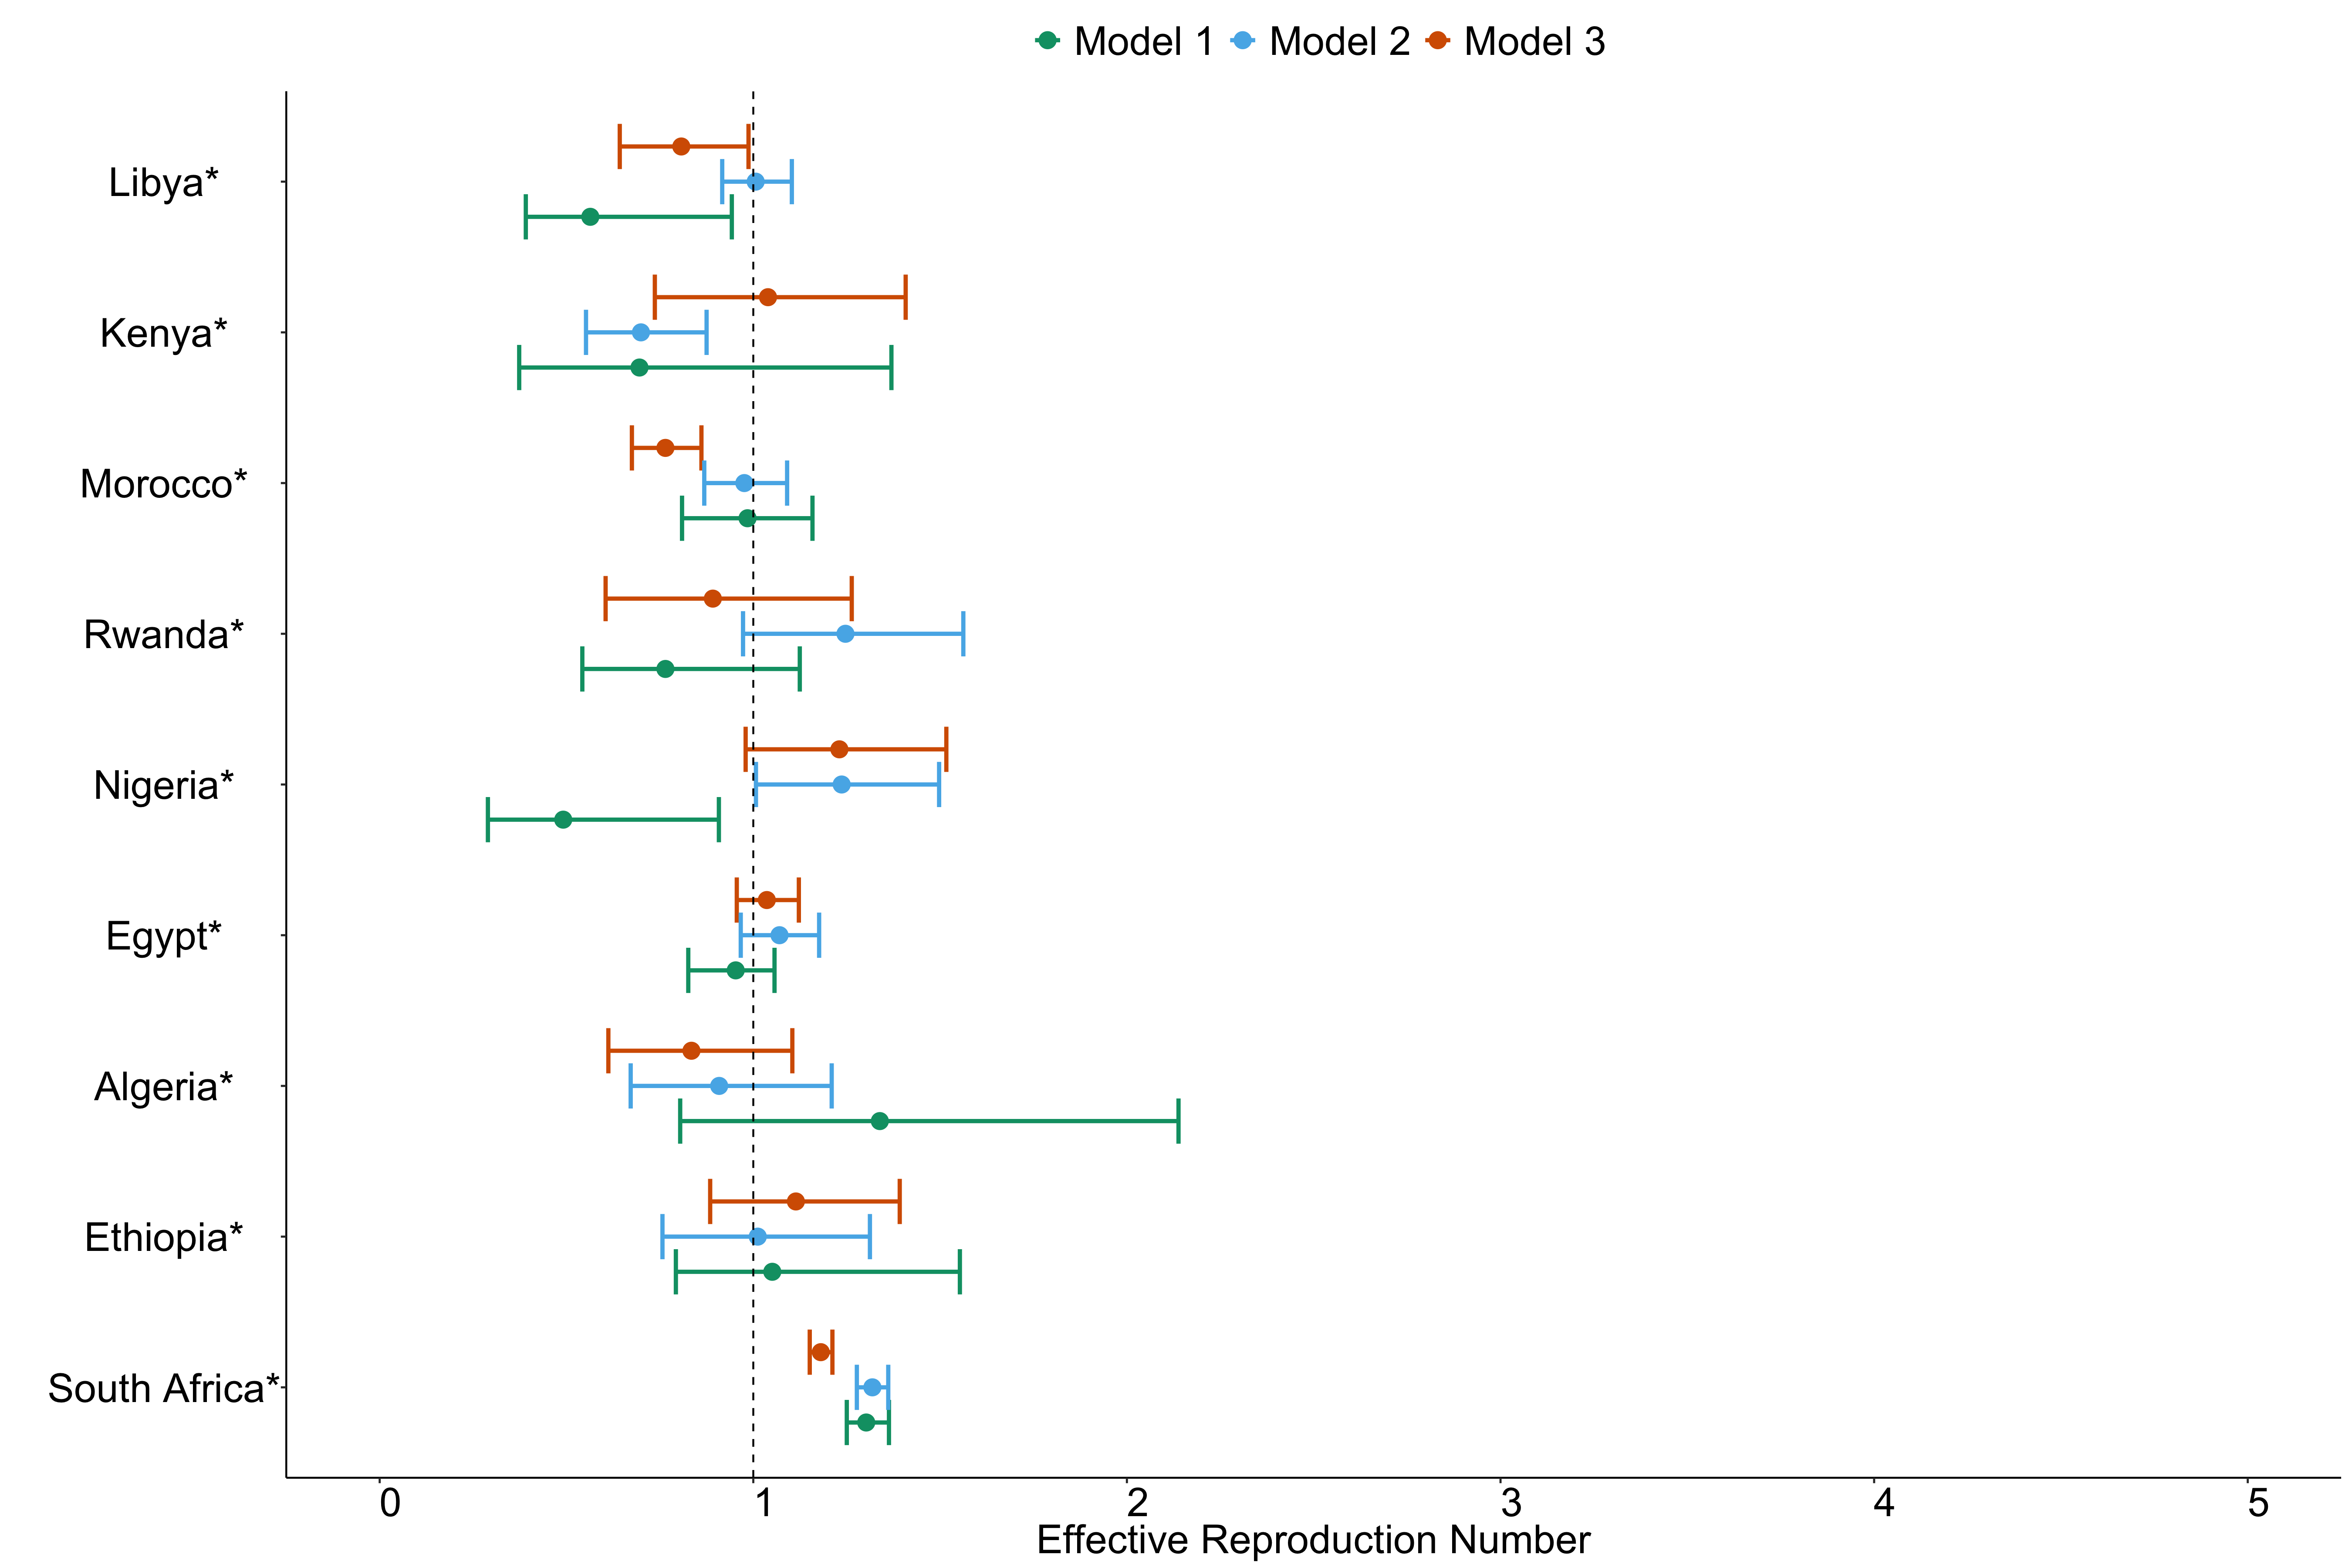 Model 1 Model 2 Model 3
Libya*
Kenya*
Morocco*
Rwanda*
Nigeria*
Egypt*
Algeria*
Ethiopia*
South Africa*
0 1 2 3 4 5
Effective Reproduction Number